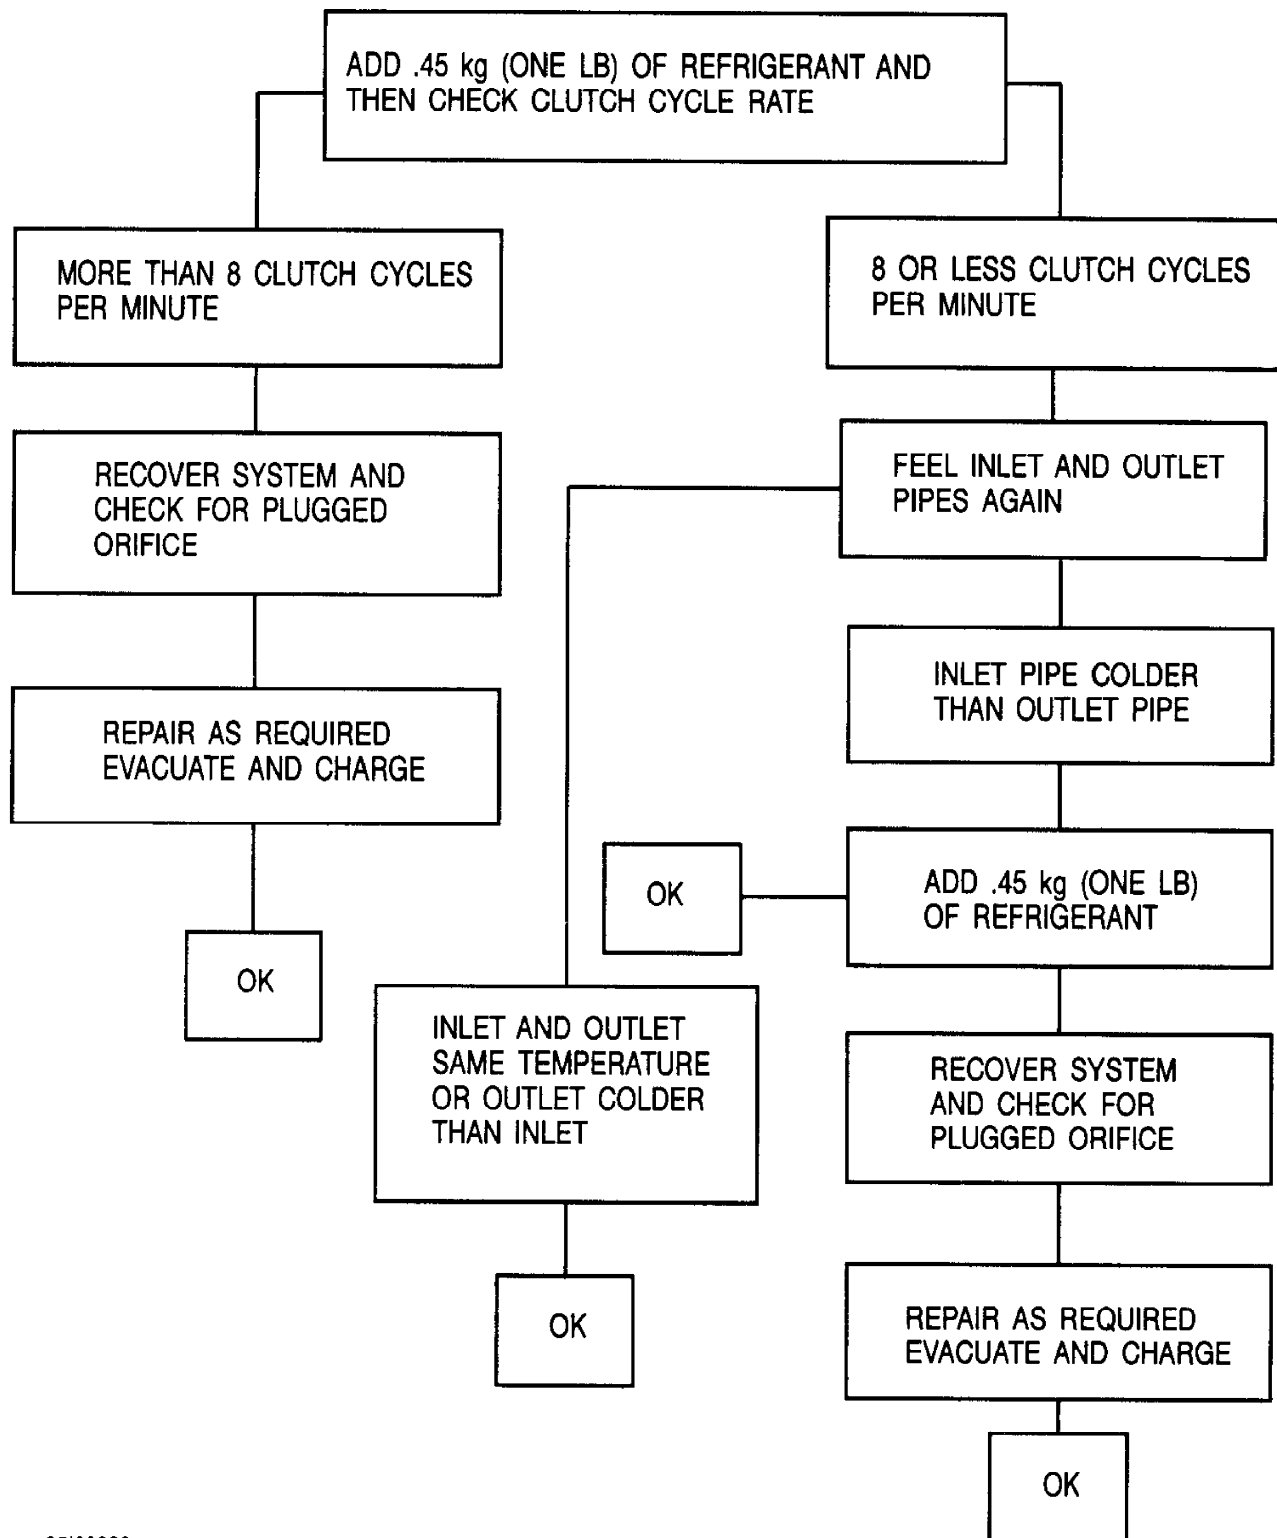 ADD .45 kg (ONE LB) OF REFRIGERANT AND
THEN CHECK CLUTCH CYCLE RATE
MORE THAN 8 CLUTCH CYCLES
PER MINUTE
8 OR LESS CLUTCH CYCLES
PER MINUTE
RECOVER SYSTEM AND
CHECK FOR PLUGGED
ORIFICE
FEEL INLET AND OUTLET
PIPES AGAIN
INLET PIPE COLDER
THAN OUTLET PIPE
REPAIR AS REQUIRED
EVACUATE AND CHARGE
OK
ADD .45 kg (ONE LB)
OF REFRIGERANT
OK
INLET AND OUTLET
SAME TEMPERATURE
OR OUTLET COLDER
THAN INLET
RECOVER SYSTEM
AND CHECK FOR
PLUGGED ORIFICE
OK
REPAIR AS REQUIRED
EVACUATE AND CHARGE
OK